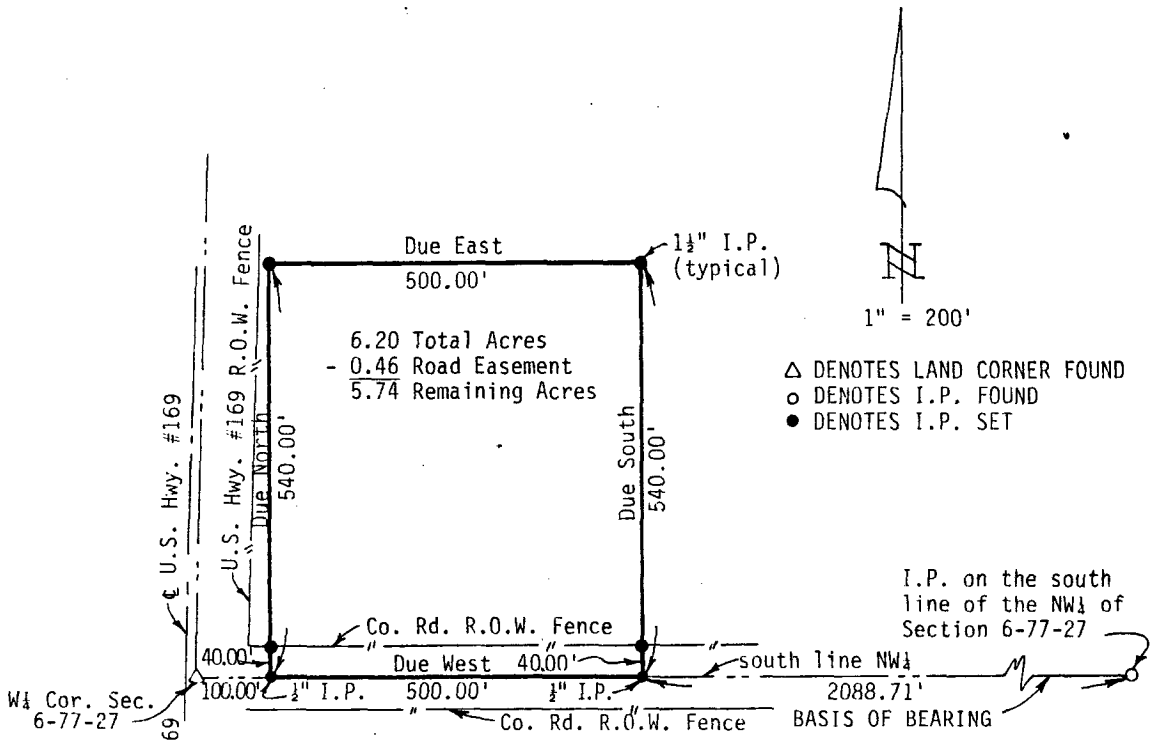 Due East
500.00'
1½" I.P.
(typical)
1" = 200'
N
6.20 Total Acres
- 0.46 Road Easement
5.74 Remaining Acres
△ DENOTES LAND CORNER FOUND
○ DENOTES I.P. FOUND
● DENOTES I.P. SET
℄ U.S. Hwy. #169
U.S. Hwy. #169 R.O.W. Fence
Due North
540.00'
Due South
540.00'
I.P. on the south
line of the NW¼ of
Section 6-77-27
Co. Rd. R.O.W. Fence
40.00'
Due West
40.00'
south line NW¼
W¼ Cor. Sec.
6-77-27
100.00'
½" I.P.
500.00'
½" I.P.
2088.71'
Co. Rd. R.O.W. Fence
BASIS OF BEARING
69